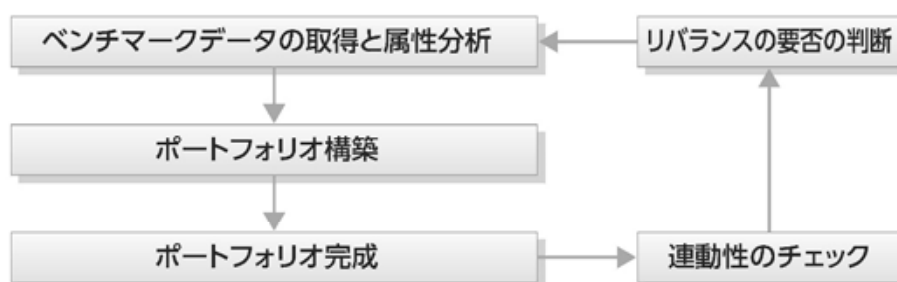 ベンチマークデータの取得と属性分析
リバランスの要否の判断
ポートフォリオ構築
ポートフォリオ完成
連動性のチェック